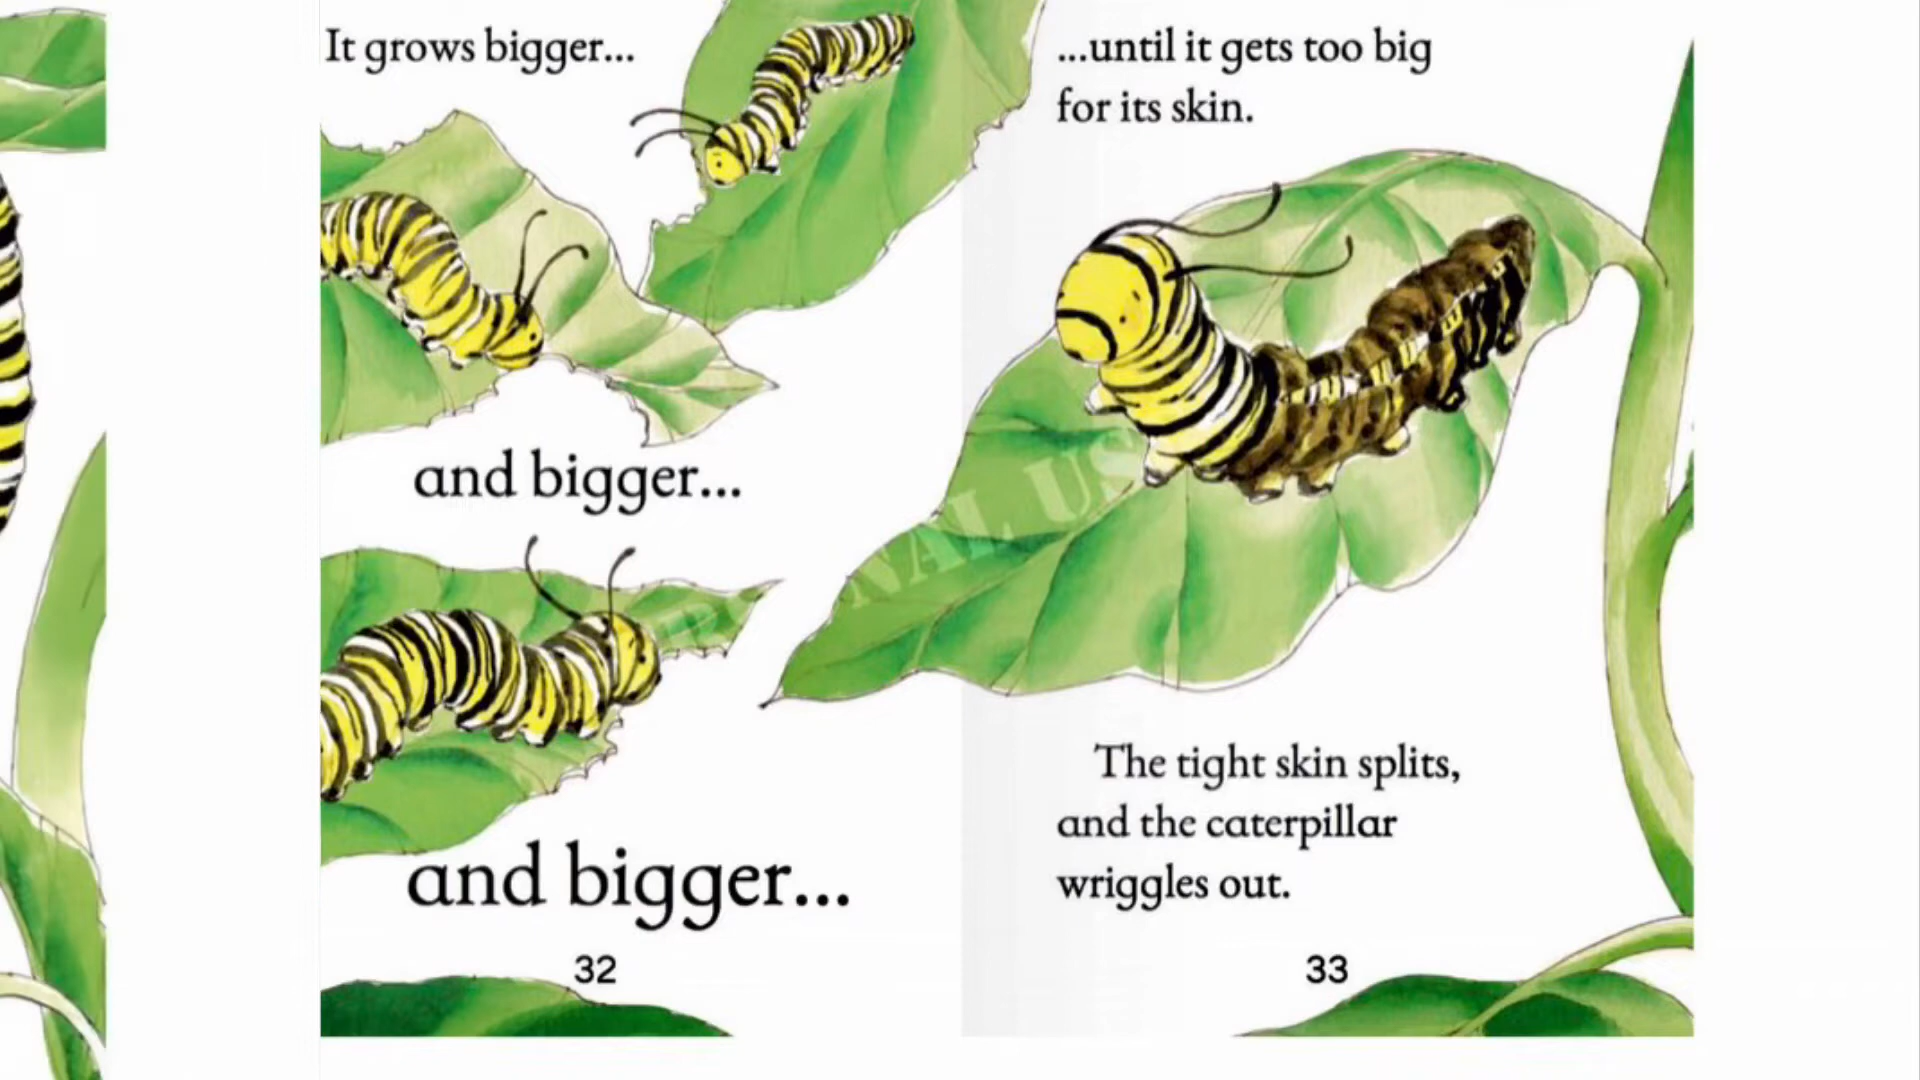 It grows bigger...
and bigger...
and bigger...
32
...until it gets too big
for its skin.
The tight skin splits,
and the caterpillar
wriggles out.
33